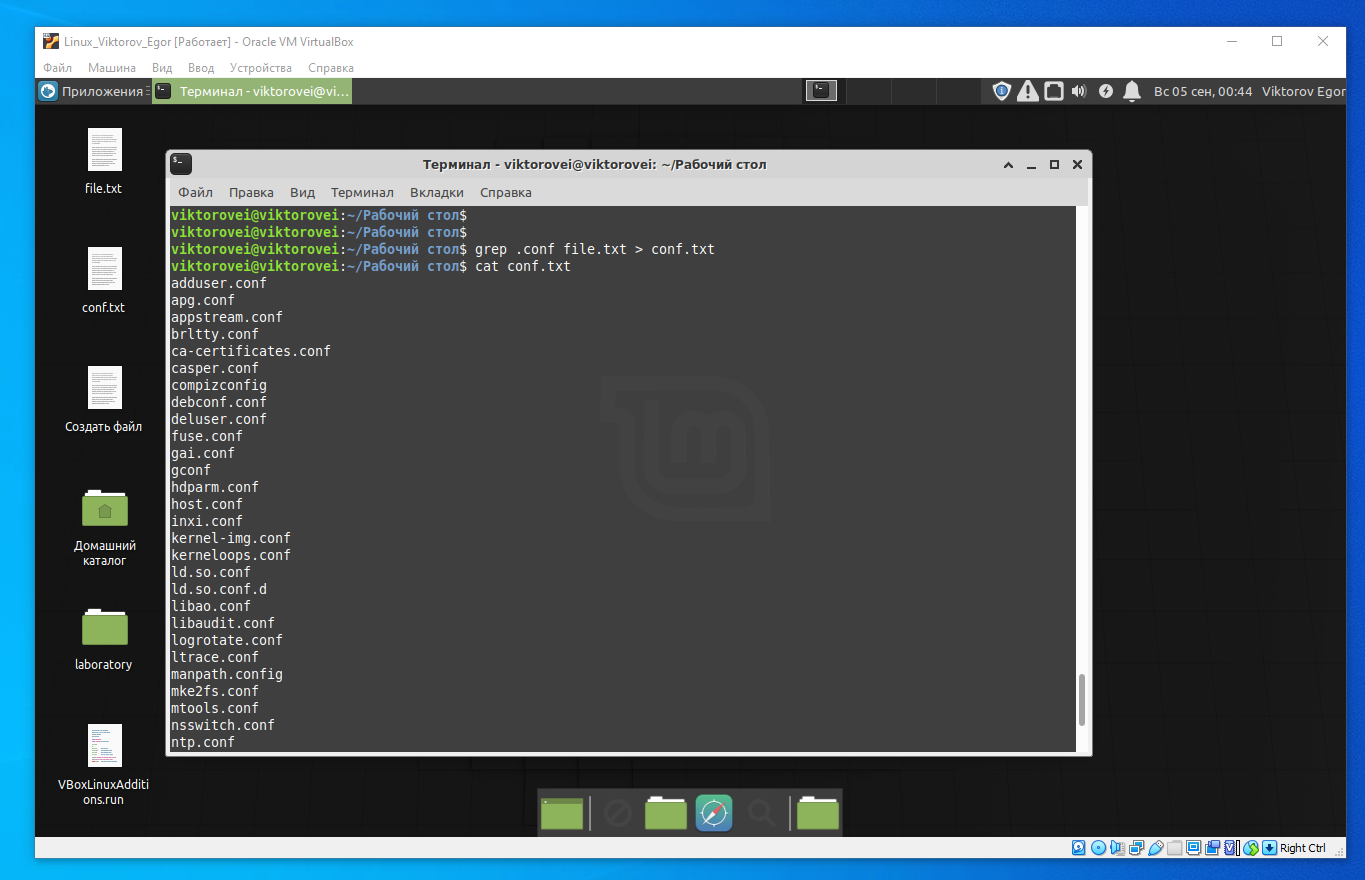 Linux_Viktorov_Egor [Работает] - Oracle VM VirtualBox
Файл Машина Вид Ввод Устройства Справка
Приложения Терминал - viktorovei@vi... Вс 05 сен, 00:44 Viktorov Egor
file.txt
conf.txt
Создать файл
Домашний
каталог
laboratory
VBoxLinuxAdditi
ons.run
Терминал - viktorovei@viktorovei: ~/Рабочий стол
Файл Правка Вид Терминал Вкладки Справка
viktorovei@viktorovei:~/Рабочий стол$
viktorovei@viktorovei:~/Рабочий стол$
viktorovei@viktorovei:~/Рабочий стол$ grep .conf file.txt > conf.txt
viktorovei@viktorovei:~/Рабочий стол$ cat conf.txt
adduser.conf
apg.conf
appstream.conf
brltty.conf
ca-certificates.conf
casper.conf
compizconfig
debconf.conf
deluser.conf
fuse.conf
gai.conf
gconf
hdparm.conf
host.conf
inxi.conf
kernel-img.conf
kerneloops.conf
ld.so.conf
ld.so.conf.d
libao.conf
libaudit.conf
logrotate.conf
ltrace.conf
manpath.config
mke2fs.conf
mtools.conf
nsswitch.conf
ntp.conf
Right Ctrl